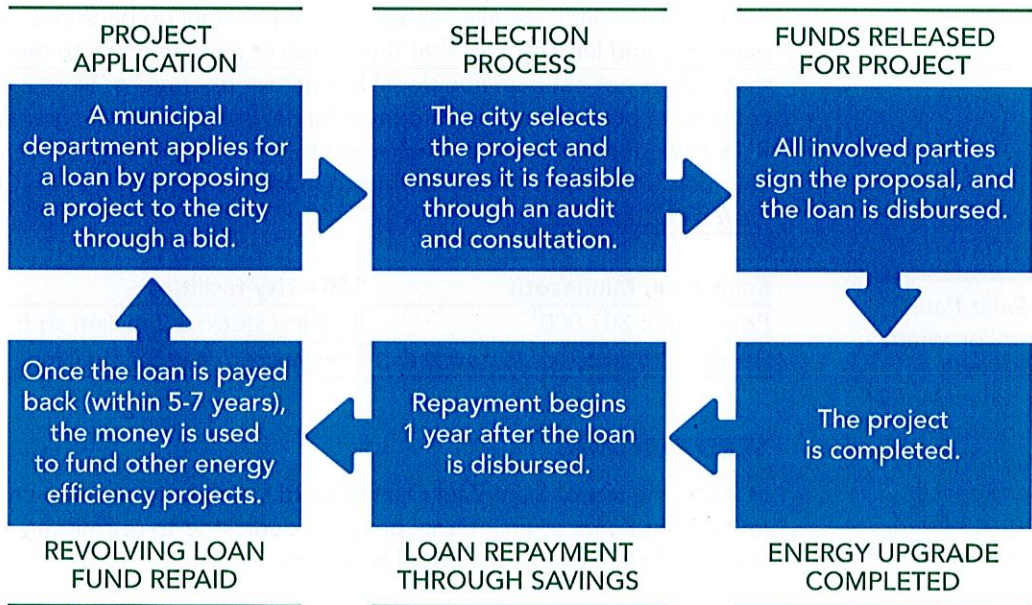 PROJECT
APPLICATION
A municipal
department applies for
a loan by proposing
a project to the city
through a bid.
SELECTION
PROCESS
The city selects
the project and
ensures it is feasible
through an audit
and consultation.
FUNDS RELEASED
FOR PROJECT
All involved parties
sign the proposal, and
the loan is disbursed.
The project
is completed.
ENERGY UPGRADE
COMPLETED
Repayment begins
1 year after the loan
is disbursed.
LOAN REPAYMENT
THROUGH SAVINGS
Once the loan is payed
back (within 5-7 years),
the money is used
to fund other energy
efficiency projects.
REVOLVING LOAN
FUND REPAID